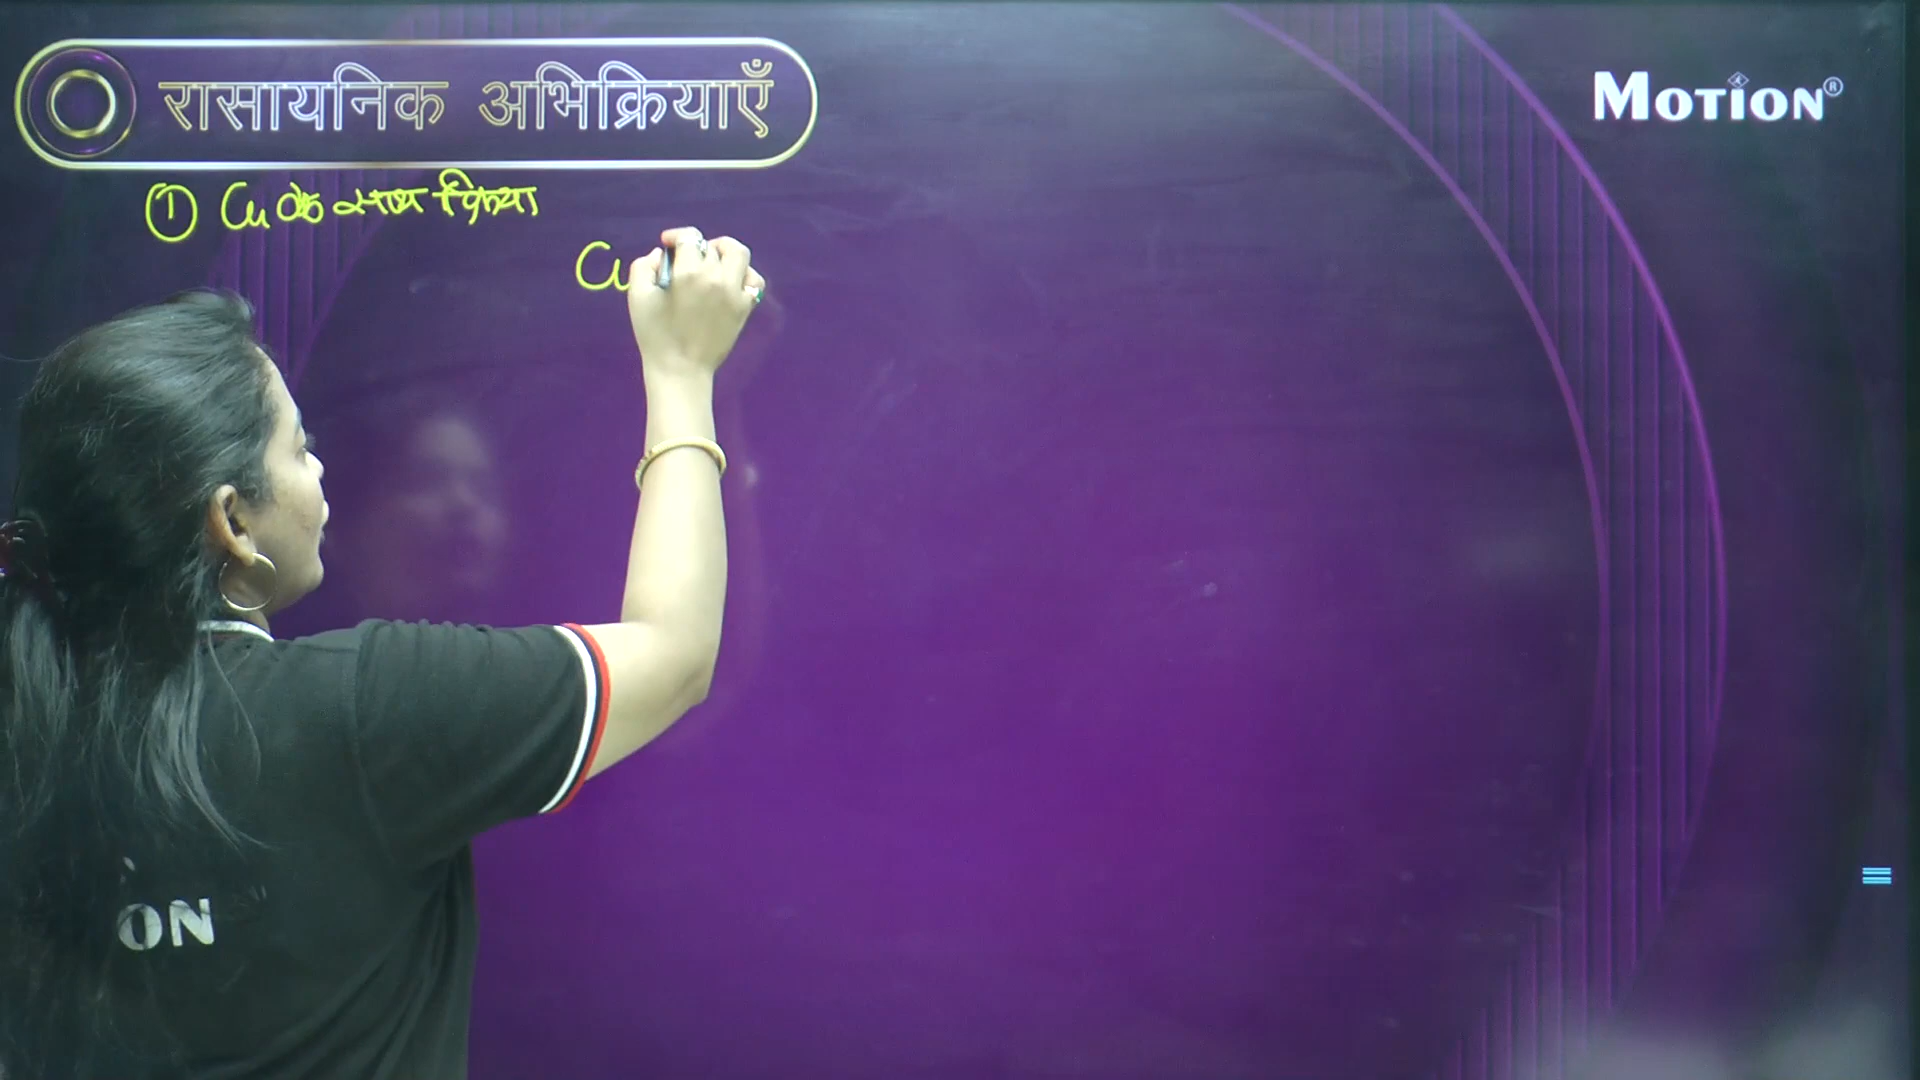 रासायनिक अभिक्रियाएँ
MOTION®
① Cu के साथ क्रिया
Cu
ON